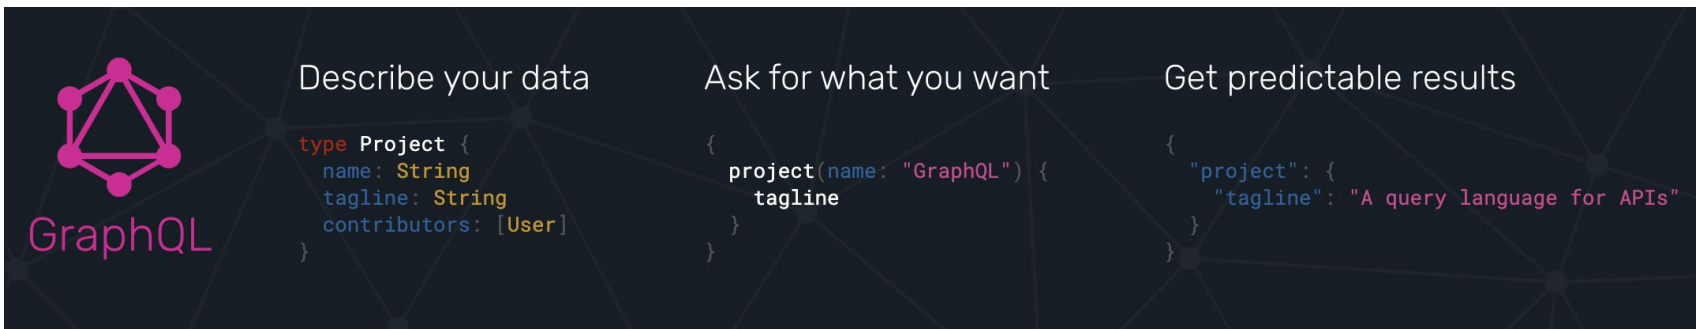 GraphQL
Describe your data
type Project {
  name: String
  tagline: String
  contributors: [User]
}
Ask for what you want
{
  project(name: "GraphQL") {
    tagline
  }
}
Get predictable results
{
  "project": {
    "tagline": "A query language for APIs"
  }
}